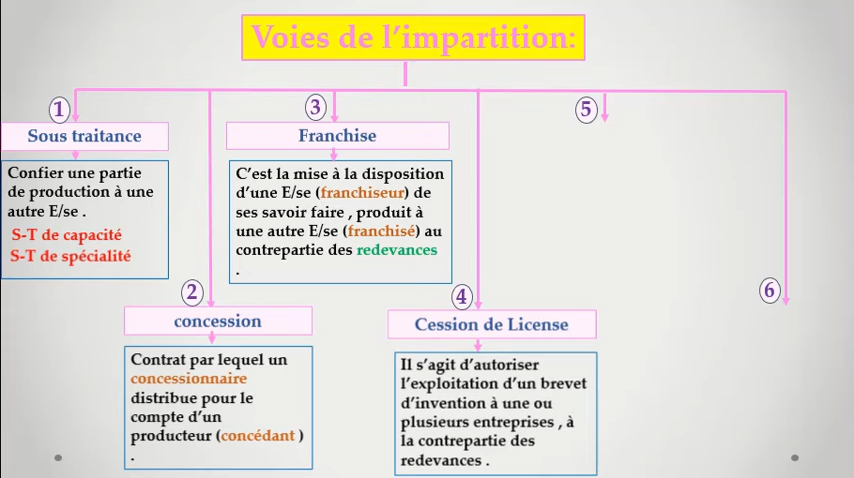 Voies de l’impartition:
1
Sous traitance
Confier une partie
de production à une
autre E/se .
S-T de capacité
S-T de spécialité
2
concession
Contrat par lequel un
concessionnaire
distribue pour le
compte d’un
producteur (concédant )
.
3
Franchise
C’est la mise à la disposition
d’une E/se (franchiseur) de
ses savoir faire , produit à
une autre E/se (franchisé) au
contrepartie des redevances
.
4
Cession de License
Il s’agit d’autoriser
l’exploitation d’un brevet
d’invention à une ou
plusieurs entreprises , à
la contrepartie des
redevances .
5
6